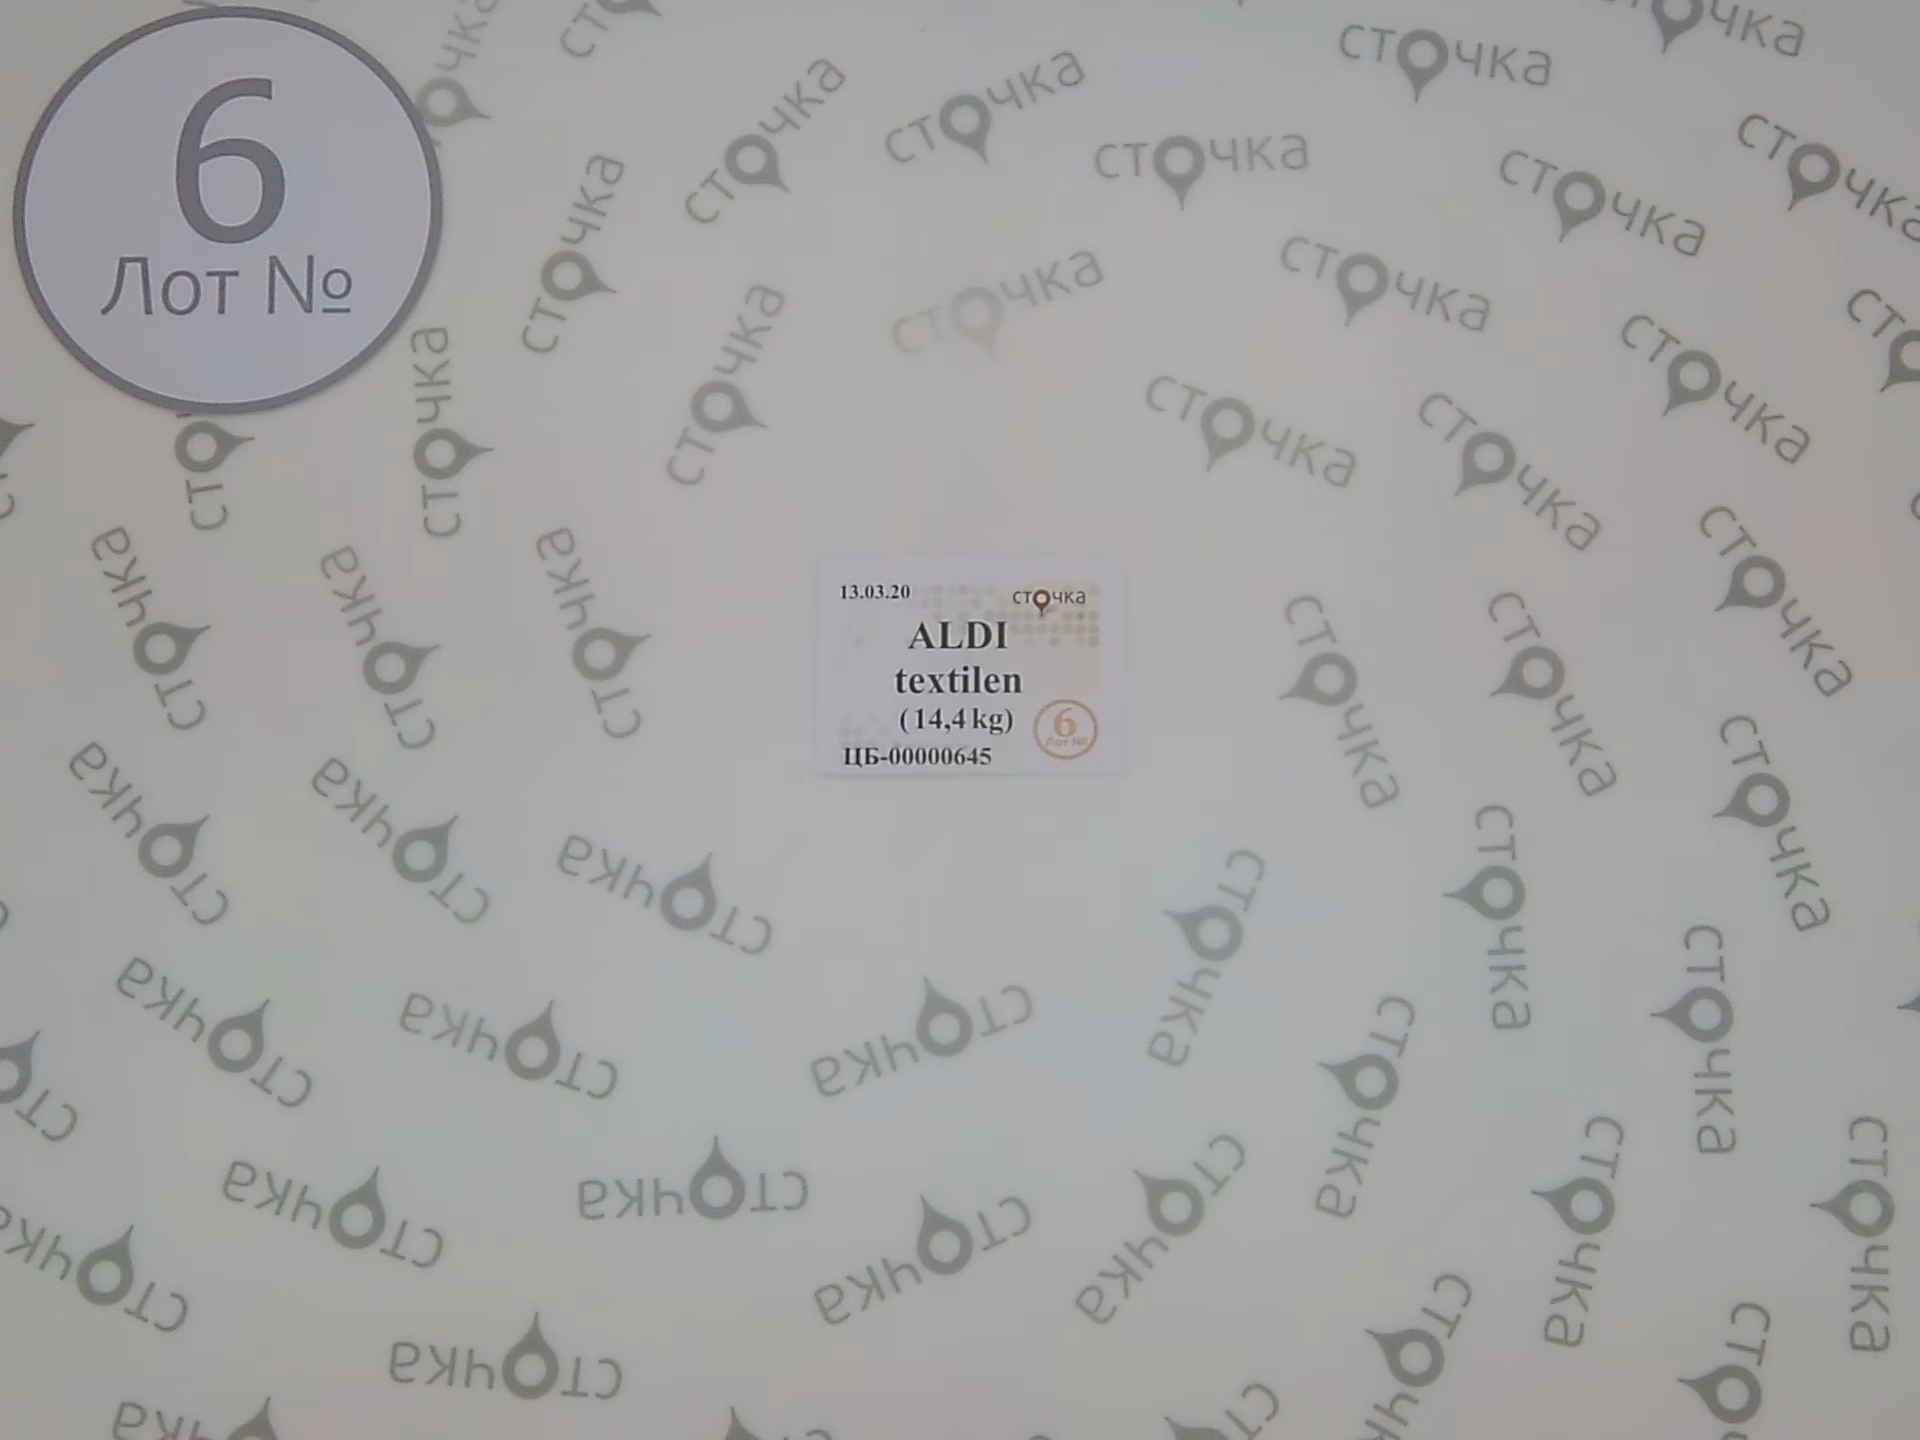 6
Лот №
13.03.20
сточка
ALDI
textilen
(14,4 kg)
6
Лот №
ЦБ-00000645
сточка